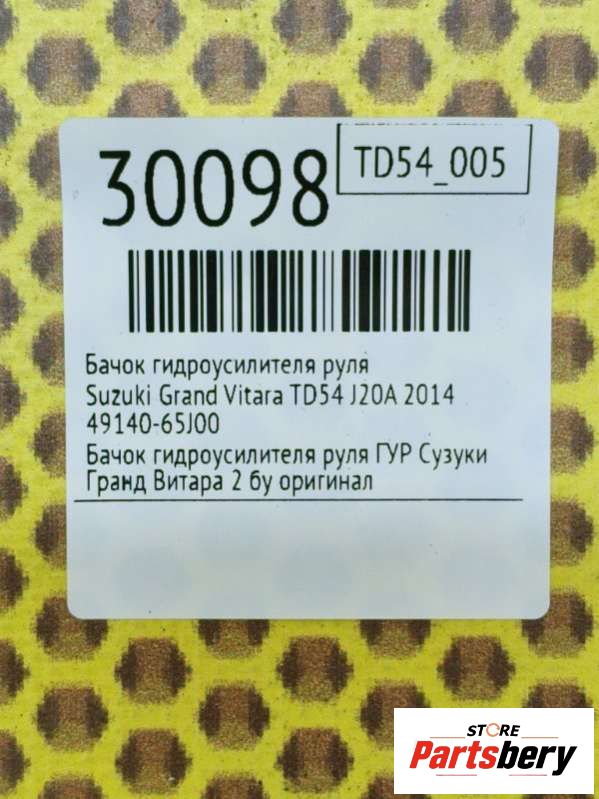 30098
TD54_005
Бачок гидроусилителя руля
Suzuki Grand Vitara TD54 J20A 2014
49140-65J00
Бачок гидроусилителя руля ГУР Сузуки
Гранд Витара 2 бу оригинал
STORE
Partsbery